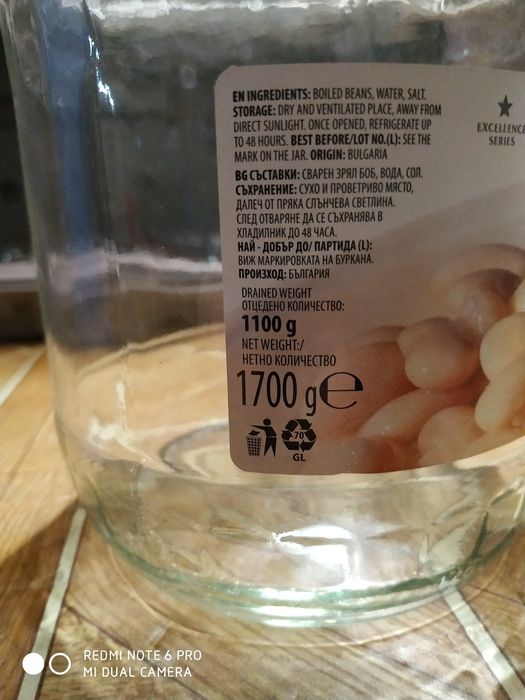 EN INGREDIENTS: BOILED BEANS, WATER, SALT.
STORAGE: DRY AND VENTILATED PLACE, AWAY FROM
DIRECT SUNLIGHT. ONCE OPENED, REFRIGERATE UP
TO 48 HOURS. BEST BEFORE/LOT NO.(L): SEE THE
MARK ON THE JAR. ORIGIN: BULGARIA
BG СЪСТАВКИ: СВАРЕН ЗРЯЛ БОБ, ВОДА, СОЛ.
СЪХРАНЕНИЕ: СУХО И ПРОВЕТРИВО МЯСТО,
ДАЛЕЧ ОТ ПРЯКА СЛЪНЧЕВА СВЕТЛИНА.
СЛЕД ОТВАРЯНЕ ДА СЕ СЪХРАНЯВА В
ХЛАДИЛНИК ДО 48 ЧАСА.
НАЙ - ДОБЪР ДО/ ПАРТИДА (L):
ВИЖ МАРКИРОВКАТА НА БУРКАНА.
ПРОИЗХОД: БЪЛГАРИЯ
DRAINED WEIGHT
ОТЦЕДЕНО КОЛИЧЕСТВО:
1100 g
NET WEIGHT:/
НЕТНО КОЛИЧЕСТВО
1700 g℮
70
GL
EXCELLENCE
SERIES
REDMI NOTE 6 PRO
MI DUAL CAMERA